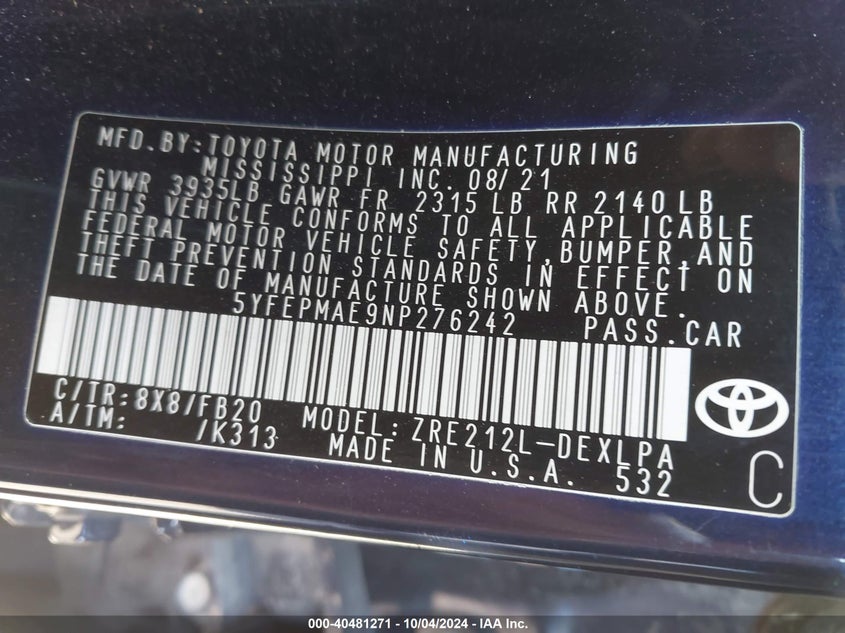 MFD.BY:TOYOTA MOTOR MANUFACTURING
MISSISSIPPI INC. 08/21
GVWR 3935LB GAWR FR 2315 LB RR 2140 LB
THIS VEHICLE CONFORMS TO ALL APPLICABLE
FEDERAL MOTOR VEHICLE SAFETY,BUMPER,AND
THEFT PREVENTION STANDARDS IN EFFECT ON
THE DATE OF MANUFACTURE SHOWN ABOVE.
5YFEPMAE9NP276242 PASS.CAR
C/TR:8X8/FB20 MODEL:ZRE212L-DEXLPA
A/TM: /K313 MADE IN U.S.A. 532
C
000-40481271 - 10/04/2024 - IAA Inc.